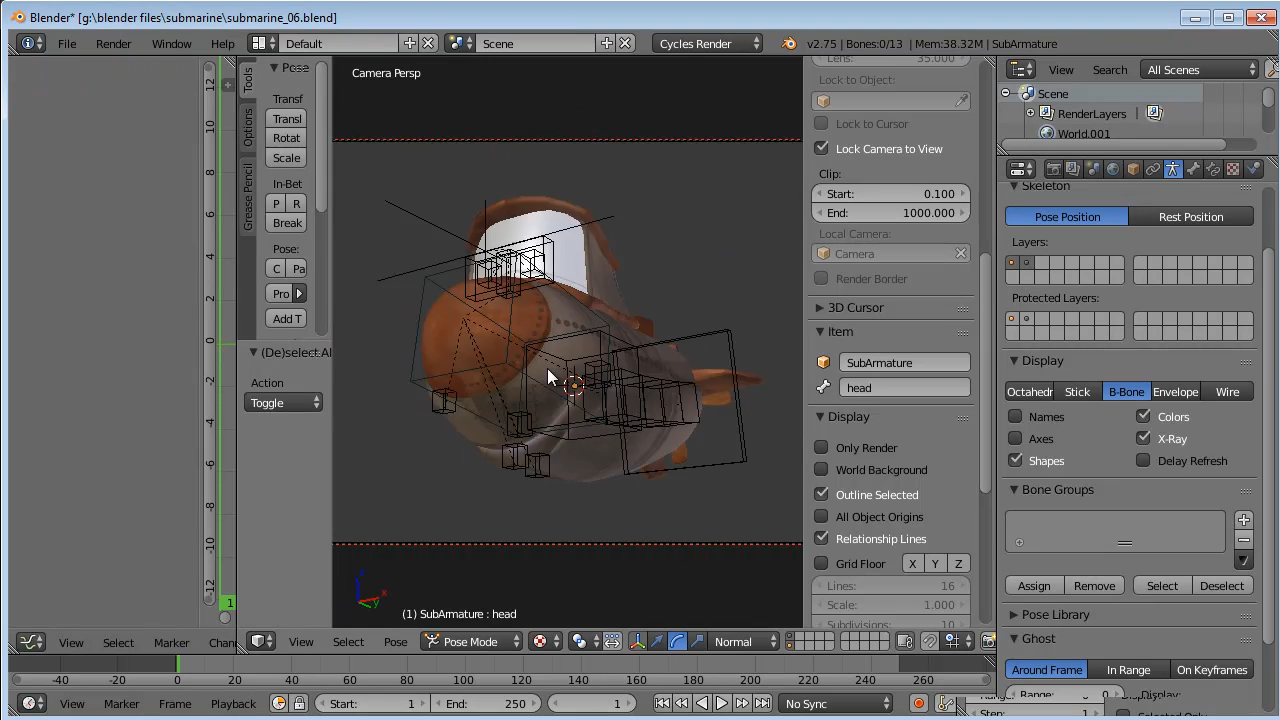 Blender* [g:\blender files\submarine\submarine_06.blend]
File Render Window Help Default Scene Cycles Render v2.75 | Bones:0/13 | Mem:38.32M | SubArmature
12
10
8
6
4
2
0
-2
-4
-6
-8
-10
-12
1
Tools
Options
Grease Pencil
Pose
Transf
Transl
Rotat
Scale
In-Bet
P R
Break
Pose:
C Pa
Pro
Add T
(De)select Al
Action
Toggle
Camera Persp
(1) SubArmature : head
Lens: 35.000
Lock to Object:
Lock to Cursor
Lock Camera to View
Clip:
Start: 0.100
End: 1000.000
Local Camera:
Camera
Render Border
3D Cursor
Item
SubArmature
head
Display
Only Render
World Background
Outline Selected
All Object Origins
Relationship Lines
Grid Floor X Y Z
Lines: 16
Scale: 1.000
Subdivisions: 10
View Search All Scenes
Scene
RenderLayers
World.001
Skeleton
Pose Position Rest Position
Layers:
Protected Layers:
Display
Octahedr Stick B-Bone Envelope Wire
Names Colors
Axes X-Ray
Shapes Delay Refresh
Bone Groups
Assign Remove Select Deselect
Pose Library
Ghost
Around Frame In Range On Keyframes
Range: 0 Display:
Step: 1
View Select Marker Chann
View Select Pose Pose Mode Normal
-40 -20 0 20 40 60 80 100 120 140 160 180 200 220 240 260
View Marker Frame Playback Start: 1 End: 250 1 No Sync